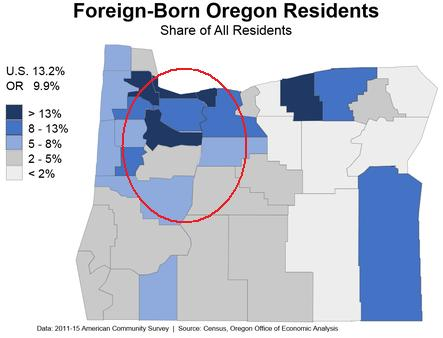 Foreign-Born Oregon Residents
Share of All Residents
U.S. 13.2%
OR 9.9%
> 13%
8 - 13%
5 - 8%
2 - 5%
< 2%
Data: 2011-15 American Community Survey | Source: Census, Oregon Office of Economic Analysis